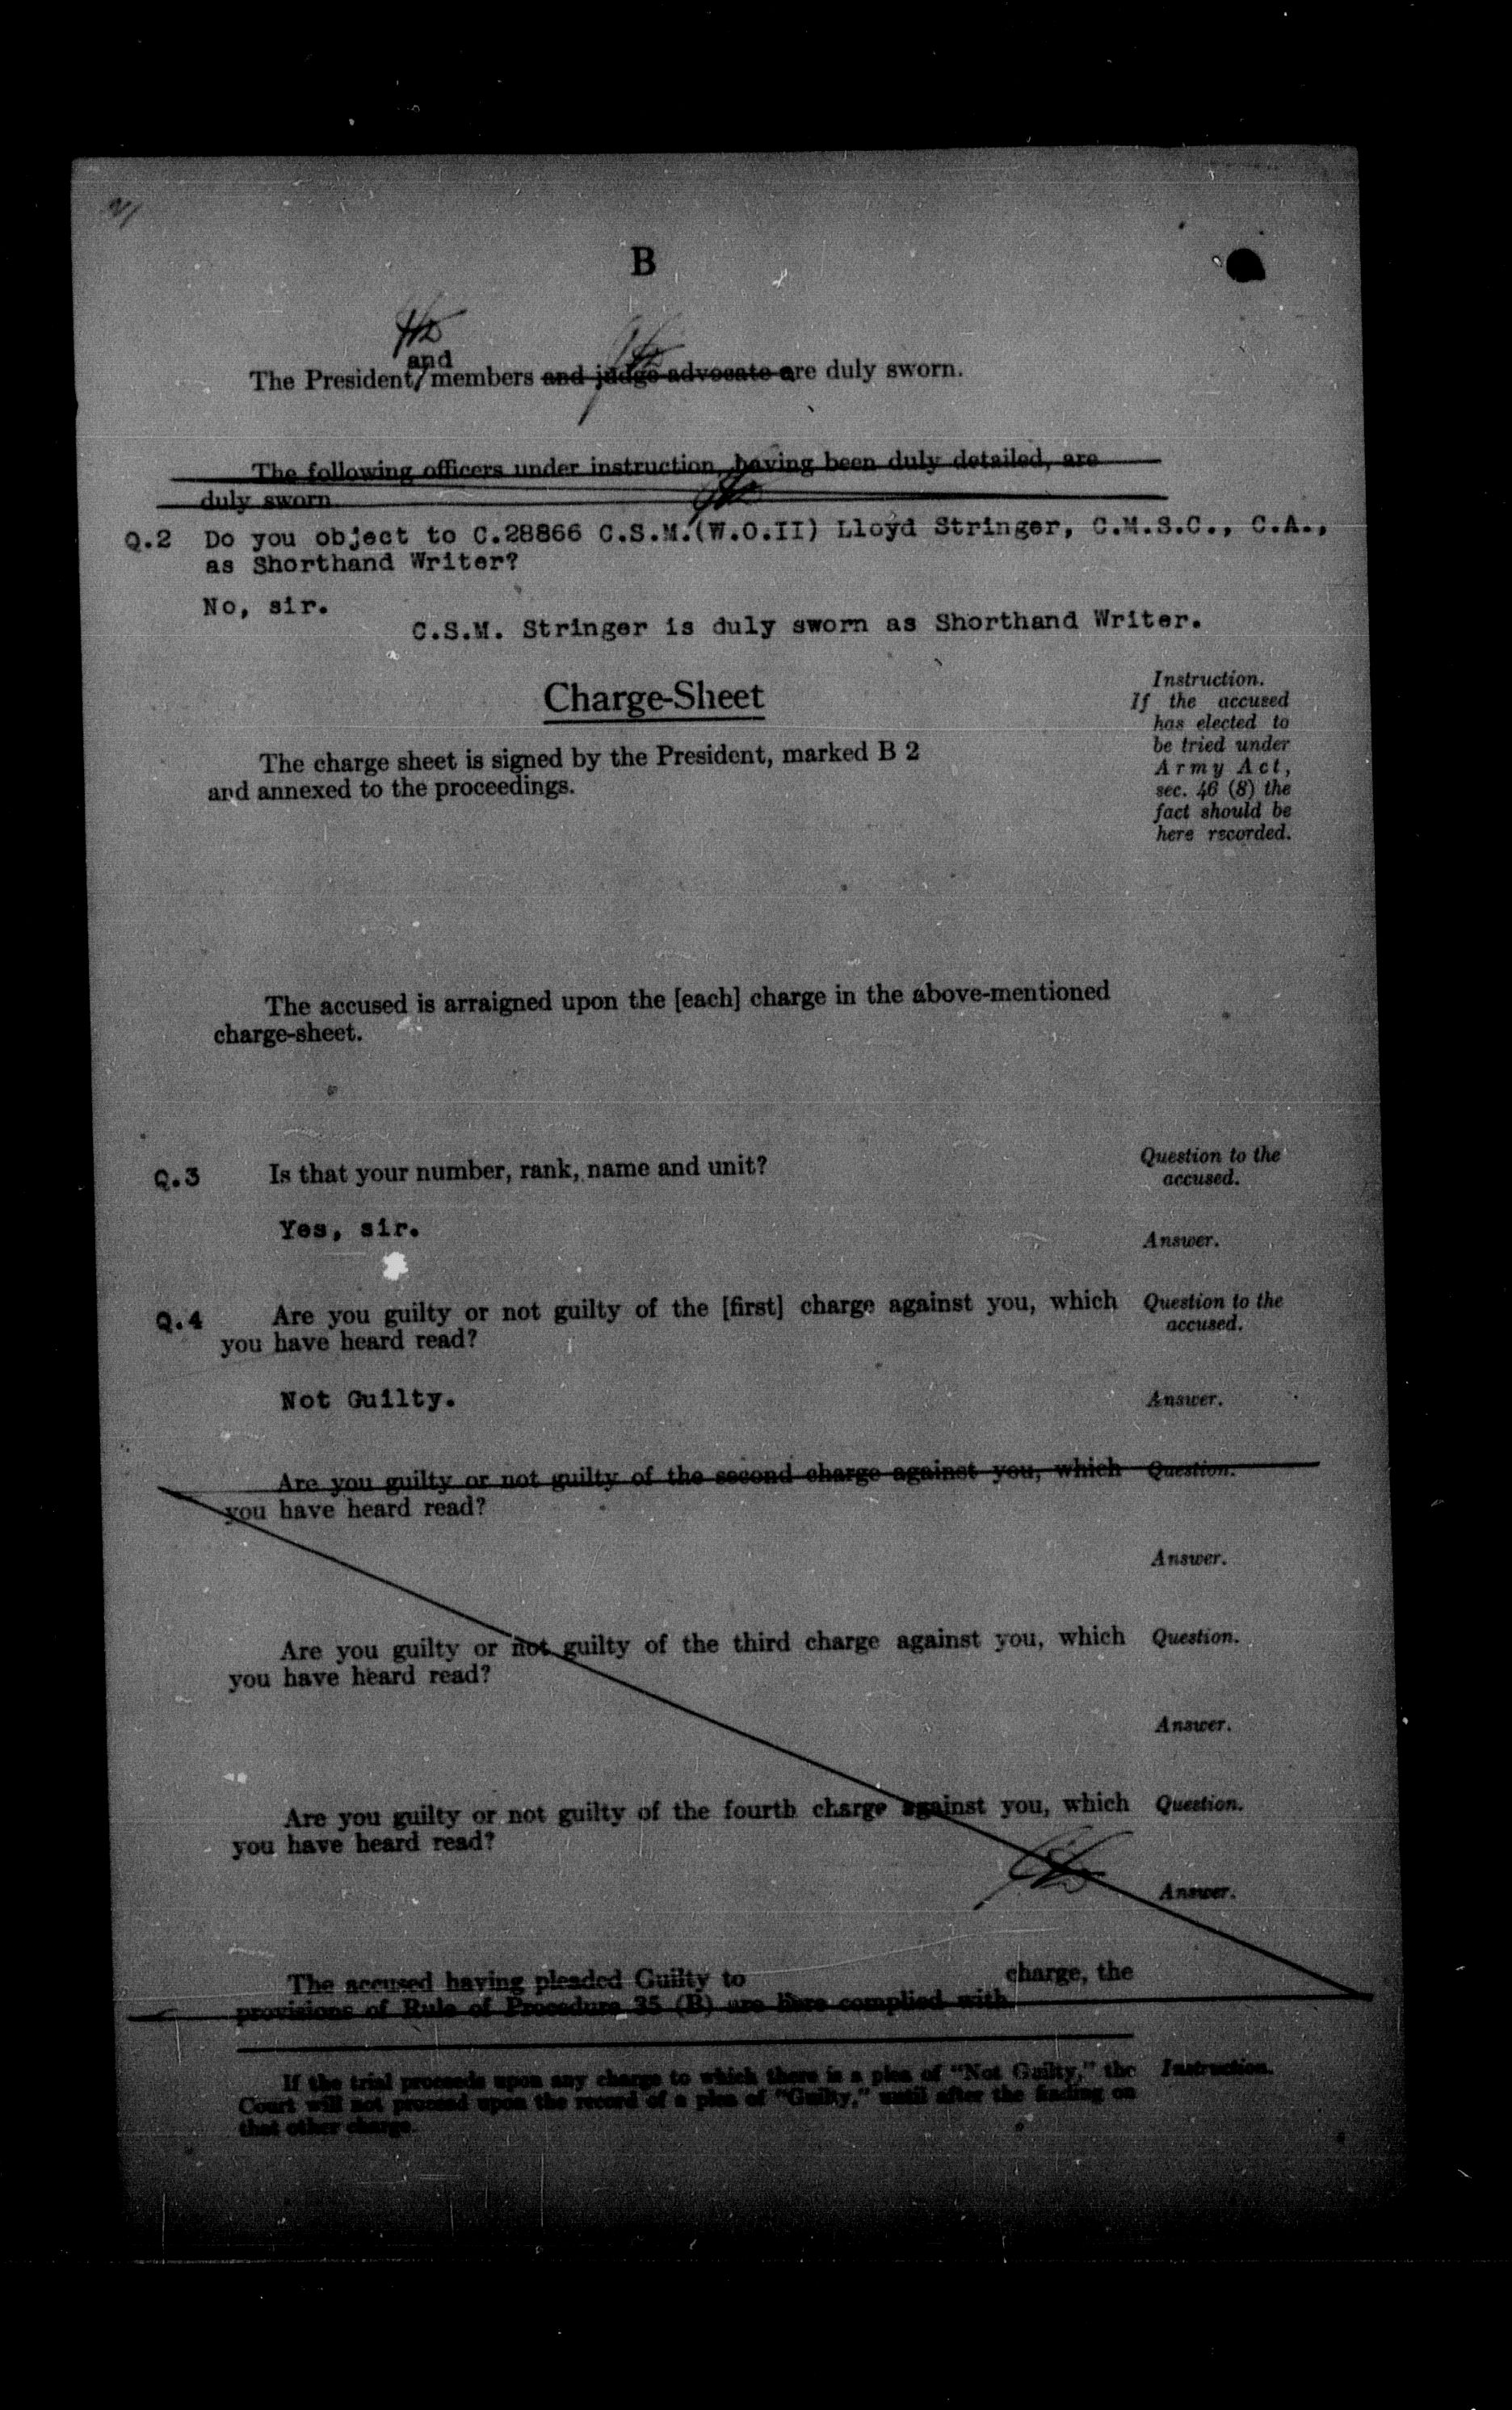 B
and
The President, members and judge advocate are duly sworn.
The following officers under instruction, having been duly detailed, are
duly sworn
Q.2 Do you object to C.28866 C.S.M.(W.O.II) Lloyd Stringer, C.M.S.C., C.A.,
as Shorthand Writer?
No, sir.
C.S.M. Stringer is duly sworn as Shorthand Writer.
Charge-Sheet
Instruction.
If the accused
has elected to
be tried under
Army Act,
sec. 46 (8) the
fact should be
here recorded.
The charge sheet is signed by the President, marked B 2
and annexed to the proceedings.
The accused is arraigned upon the [each] charge in the above-mentioned
charge-sheet.
Q.3 Is that your number, rank, name and unit? Question to the
accused.
Yes, sir. Answer.
Q.4 Are you guilty or not guilty of the [first] charge against you, which Question to the
you have heard read? accused.
Not Guilty. Answer.
Are you guilty or not guilty of the second charge against you, which Question.
you have heard read?
Answer.
Are you guilty or not guilty of the third charge against you, which Question.
you have heard read?
Answer.
Are you guilty or not guilty of the fourth charge against you, which Question.
you have heard read?
Answer.
The accused having pleaded Guilty to charge, the
provisions of Rule of Procedure 35 (B) are here complied with
If the trial proceeds upon any charge to which there is a plea of "Not Guilty," the Instruction.
Court will not proceed upon the record of a plea of "Guilty," until after the finding on
that other charge.